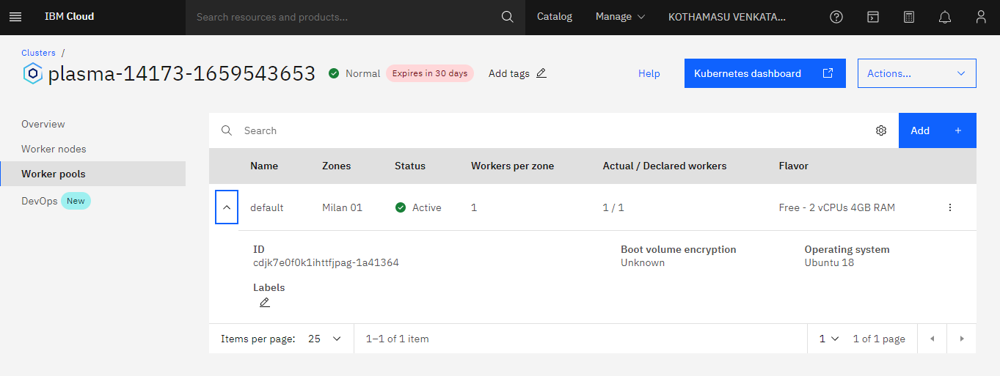 IBM Cloud
Search resources and products...
Catalog
Manage
KOTHAMASU VENKATA...
Clusters /
plasma-14173-1659543653
Normal
Expires in 30 days
Add tags
Help
Kubernetes dashboard
Actions...
Overview
Worker nodes
Worker pools
DevOps New
Search
Add +
Name Zones Status Workers per zone Actual / Declared workers Flavor
default Milan 01 Active 1 1 / 1 Free - 2 vCPUs 4GB RAM
ID Boot volume encryption Operating system
cdjk7e0f0k1ihttfjpag-1a41364 Unknown Ubuntu 18
Labels
Items per page: 25 1–1 of 1 item 1 1 of 1 page